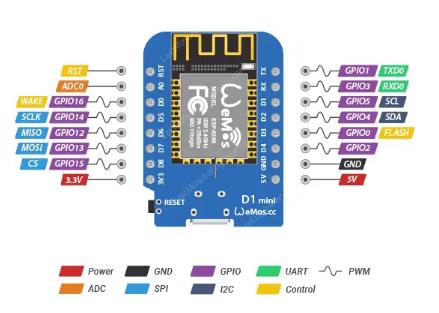 RST RST TX GPIO1 TXD0
ADC0 A0 RX GPIO3 RXD0
WAKE GPIO16 D0 D1 GPIO5 SCL
SCLK GPIO14 D5 D2 GPIO4 SDA
MISO GPIO12 D6 D3 GPIO0 FLASH
MOSI GPIO13 D7 D4 GPIO2
CS GPIO15 D8 GND GND
3.3V 3V3 5V 5V
WeMos
MODEL
FC
RESET
D1 mini
WeMos.cc
Power GND GPIO UART PWM
ADC SPI I2C Control